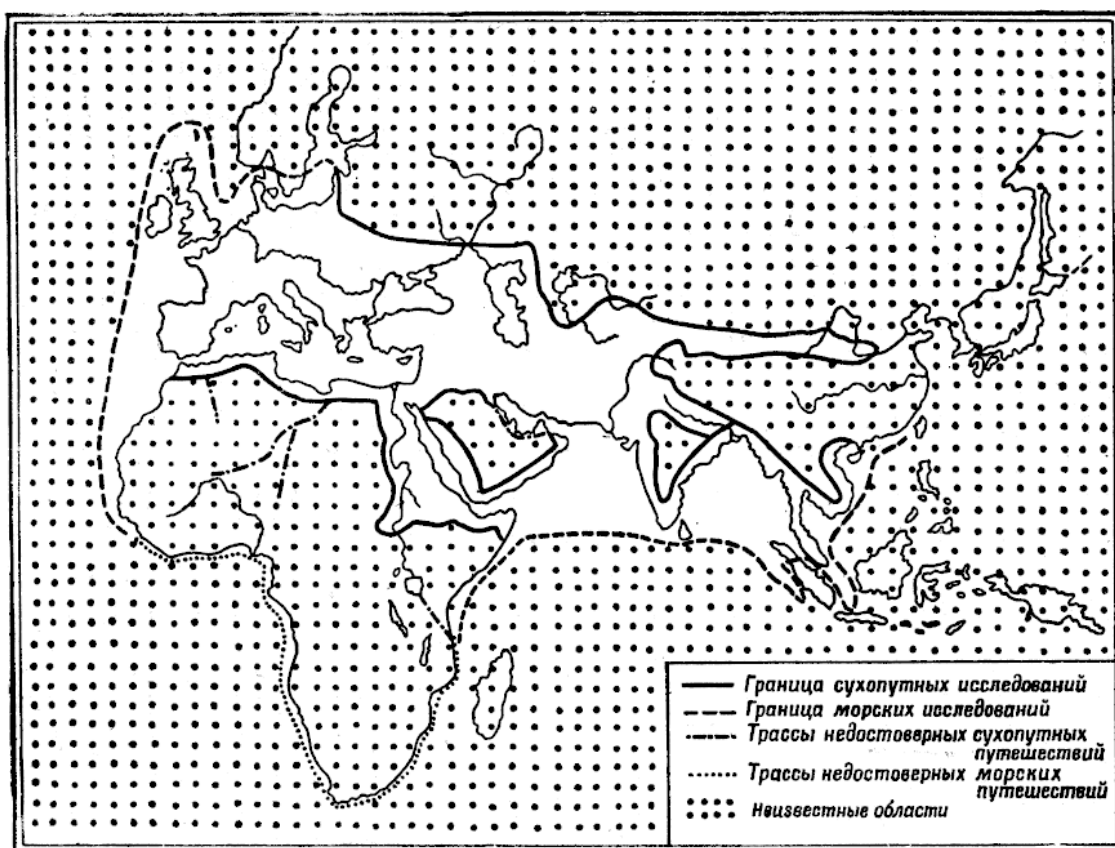 Граница сухопутных исследований
Граница морских исследований
Трассы недостоверных сухопутных
путешествий
Трассы недостоверных морских
путешествий
Неизвестные области